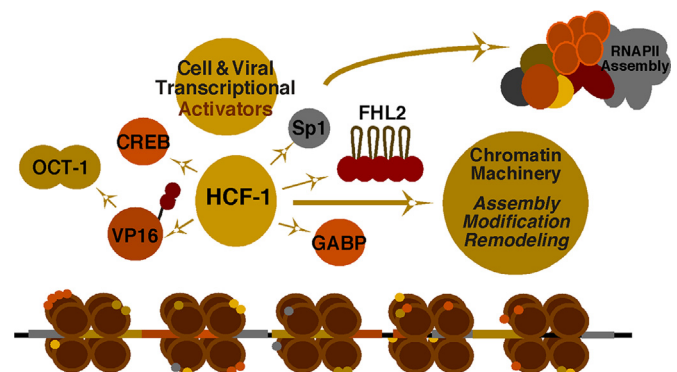 Cell & Viral
Transcriptional
Activators
RNAPII
Assembly
FHL2
Sp1
CREB
OCT-1
HCF-1
VP16
GABP
Chromatin
Machinery
Assembly
Modification
Remodeling